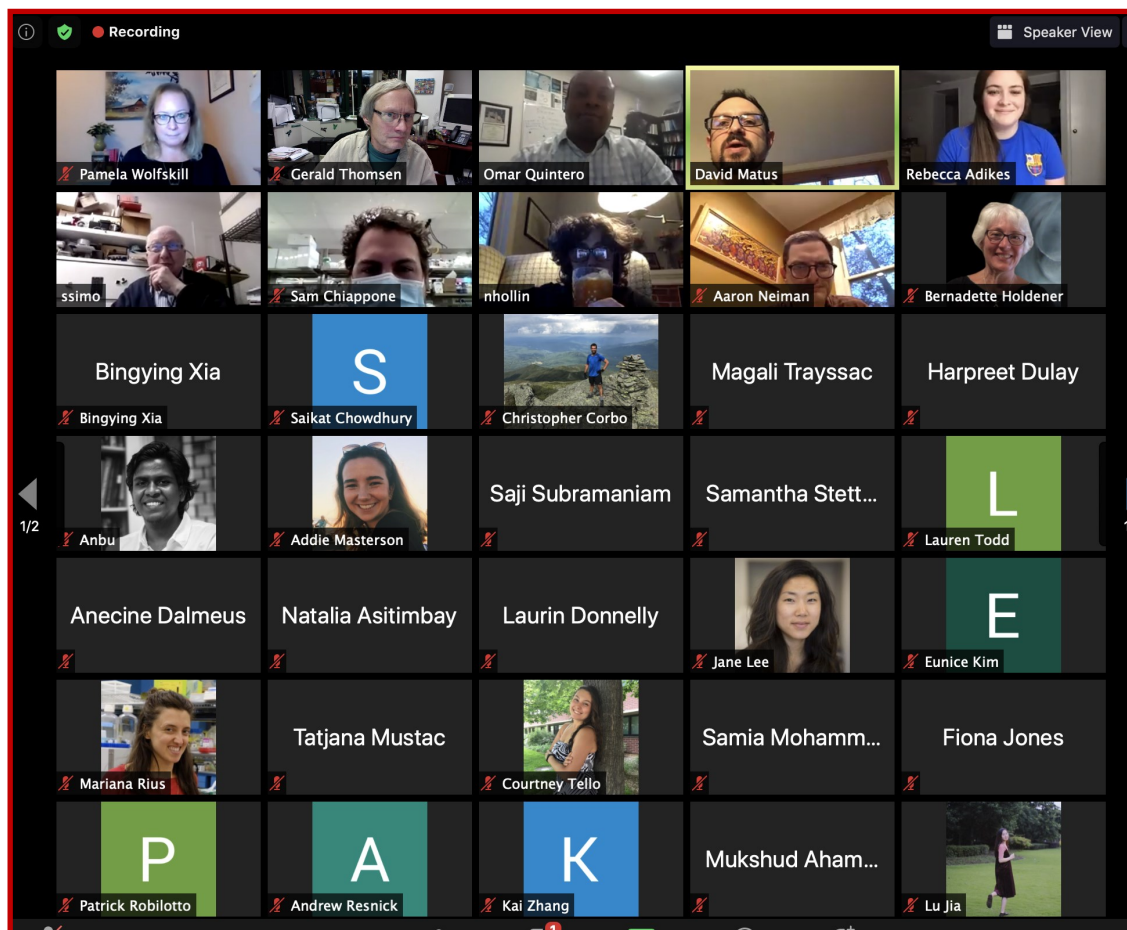 Recording
Speaker View
Pamela Wolfskill
Gerald Thomsen
Omar Quintero
David Matus
Rebecca Adikes
ssimo
Sam Chiappone
nhollin
Aaron Neiman
Bernadette Holdener
Bingying Xia
Bingying Xia
S
Saikat Chowdhury
Christopher Corbo
Magali Trayssac
Harpreet Dulay
Anbu
Addie Masterson
Saji Subramaniam
Samantha Stett...
L
Lauren Todd
1/2
Anecine Dalmeus
Natalia Asitimbay
Laurin Donnelly
Jane Lee
E
Eunice Kim
Mariana Rius
Tatjana Mustac
Courtney Tello
Samia Mohamm...
Fiona Jones
P
Patrick Robilotto
A
Andrew Resnick
K
Kai Zhang
Mukshud Aham...
Lu Jia
1